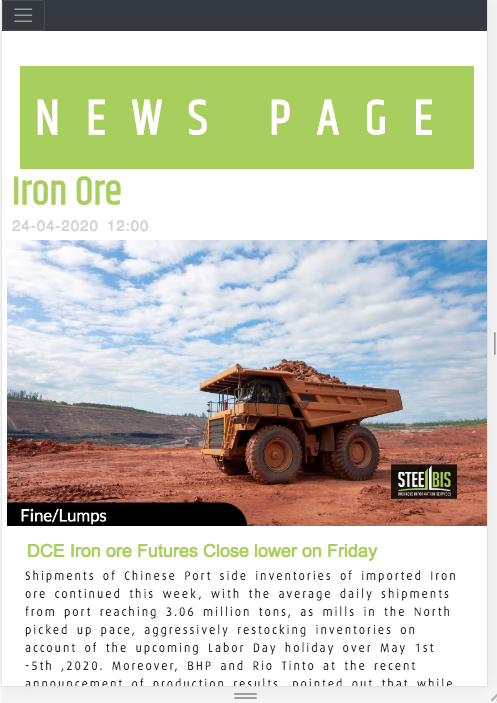 NEWS PAGE
Iron Ore
24-04-2020 12:00
STEELBIS
BUSINESS INFORMATION SERVICES
Fine/Lumps
DCE Iron ore Futures Close lower on Friday
Shipments of Chinese Port side inventories of imported Iron
ore continued this week, with the average daily shipments
from port reaching 3.06 million tons, as mills in the North
picked up pace, aggressively restocking inventories on
account of the upcoming Labor Day holiday over May 1st
-5th ,2020. Moreover, BHP and Rio Tinto at the recent
announcement of production results, pointed out that while